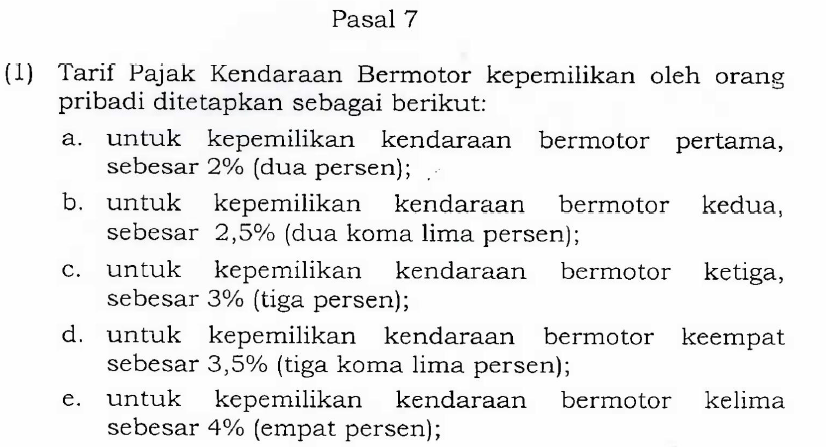 Pasal 7
(1) Tarif Pajak Kendaraan Bermotor kepemilikan oleh orang
pribadi ditetapkan sebagai berikut:
a. untuk kepemilikan kendaraan bermotor pertama,
sebesar 2% (dua persen);
b. untuk kepemilikan kendaraan bermotor kedua,
sebesar 2,5% (dua koma lima persen);
c. untuk kepemilikan kendaraan bermotor ketiga,
sebesar 3% (tiga persen);
d. untuk kepemilikan kendaraan bermotor keempat
sebesar 3,5% (tiga koma lima persen);
e. untuk kepemilikan kendaraan bermotor kelima
sebesar 4% (empat persen);